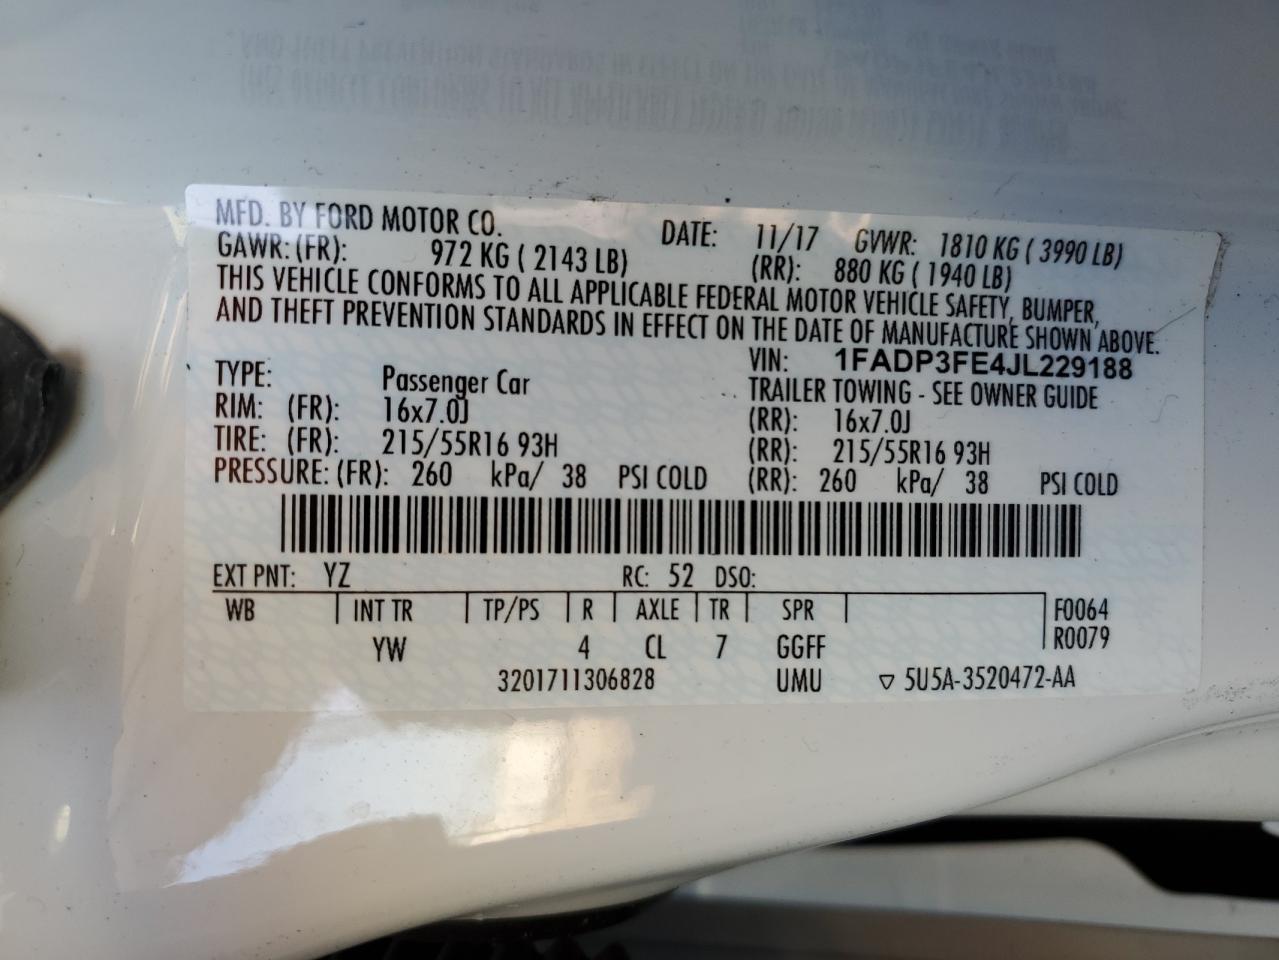 MFD. BY FORD MOTOR CO. DATE: 11/17 GVWR: 1810 KG ( 3990 LB)
GAWR: (FR): 972 KG ( 2143 LB) (RR): 880 KG ( 1940 LB)
THIS VEHICLE CONFORMS TO ALL APPLICABLE FEDERAL MOTOR VEHICLE SAFETY, BUMPER,
AND THEFT PREVENTION STANDARDS IN EFFECT ON THE DATE OF MANUFACTURE SHOWN ABOVE.
VIN: 1FADP3FE4JL229188
TYPE: Passenger Car TRAILER TOWING - SEE OWNER GUIDE
RIM: (FR): 16x7.0J (RR): 16x7.0J
TIRE: (FR): 215/55R16 93H (RR): 215/55R16 93H
PRESSURE: (FR): 260 kPa/ 38 PSI COLD (RR): 260 kPa/ 38 PSI COLD
EXT PNT: YZ RC: 52 DSO:
WB INT TR TP/PS R AXLE TR SPR F0064
YW 4 CL 7 GGFF R0079
3201711306828 UMU ▽ 5U5A-3520472-AA